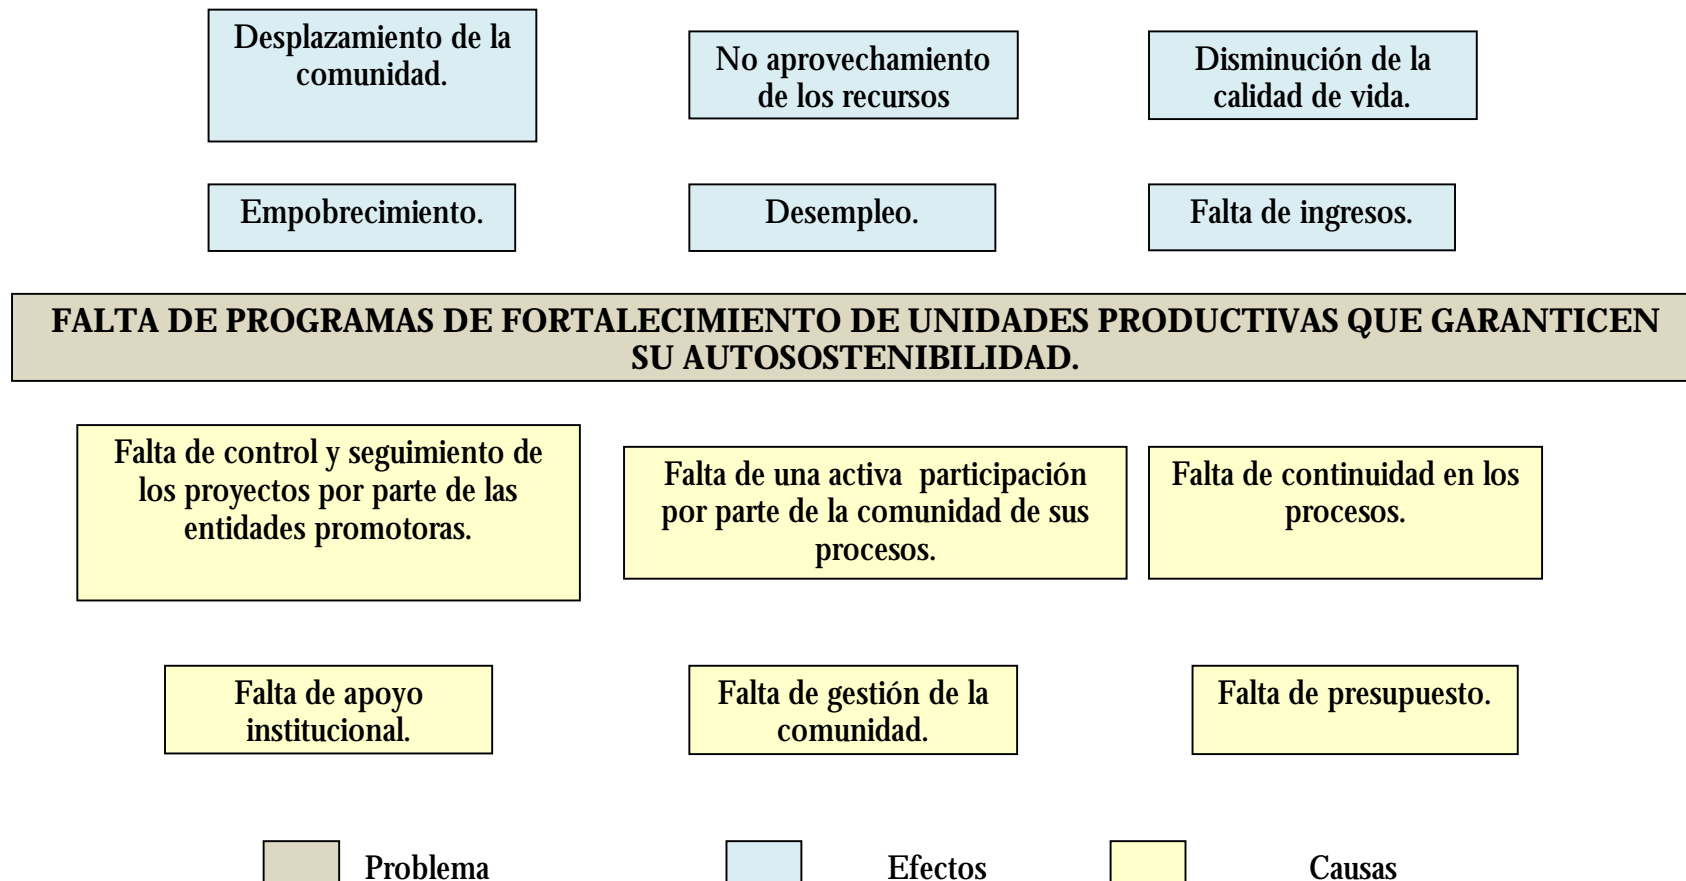 Desplazamiento de la
comunidad.
No aprovechamiento
de los recursos
Disminución de la
calidad de vida.
Empobrecimiento.
Desempleo.
Falta de ingresos.
FALTA DE PROGRAMAS DE FORTALECIMIENTO DE UNIDADES PRODUCTIVAS QUE GARANTICEN
SU AUTOSOSTENIBILIDAD.
Falta de control y seguimiento de
los proyectos por parte de las
entidades promotoras.
Falta de una activa  participación
por parte de la comunidad de sus
procesos.
Falta de continuidad en los
procesos.
Falta de apoyo
institucional.
Falta de gestión de la
comunidad.
Falta de presupuesto.
Problema
Efectos
Causas